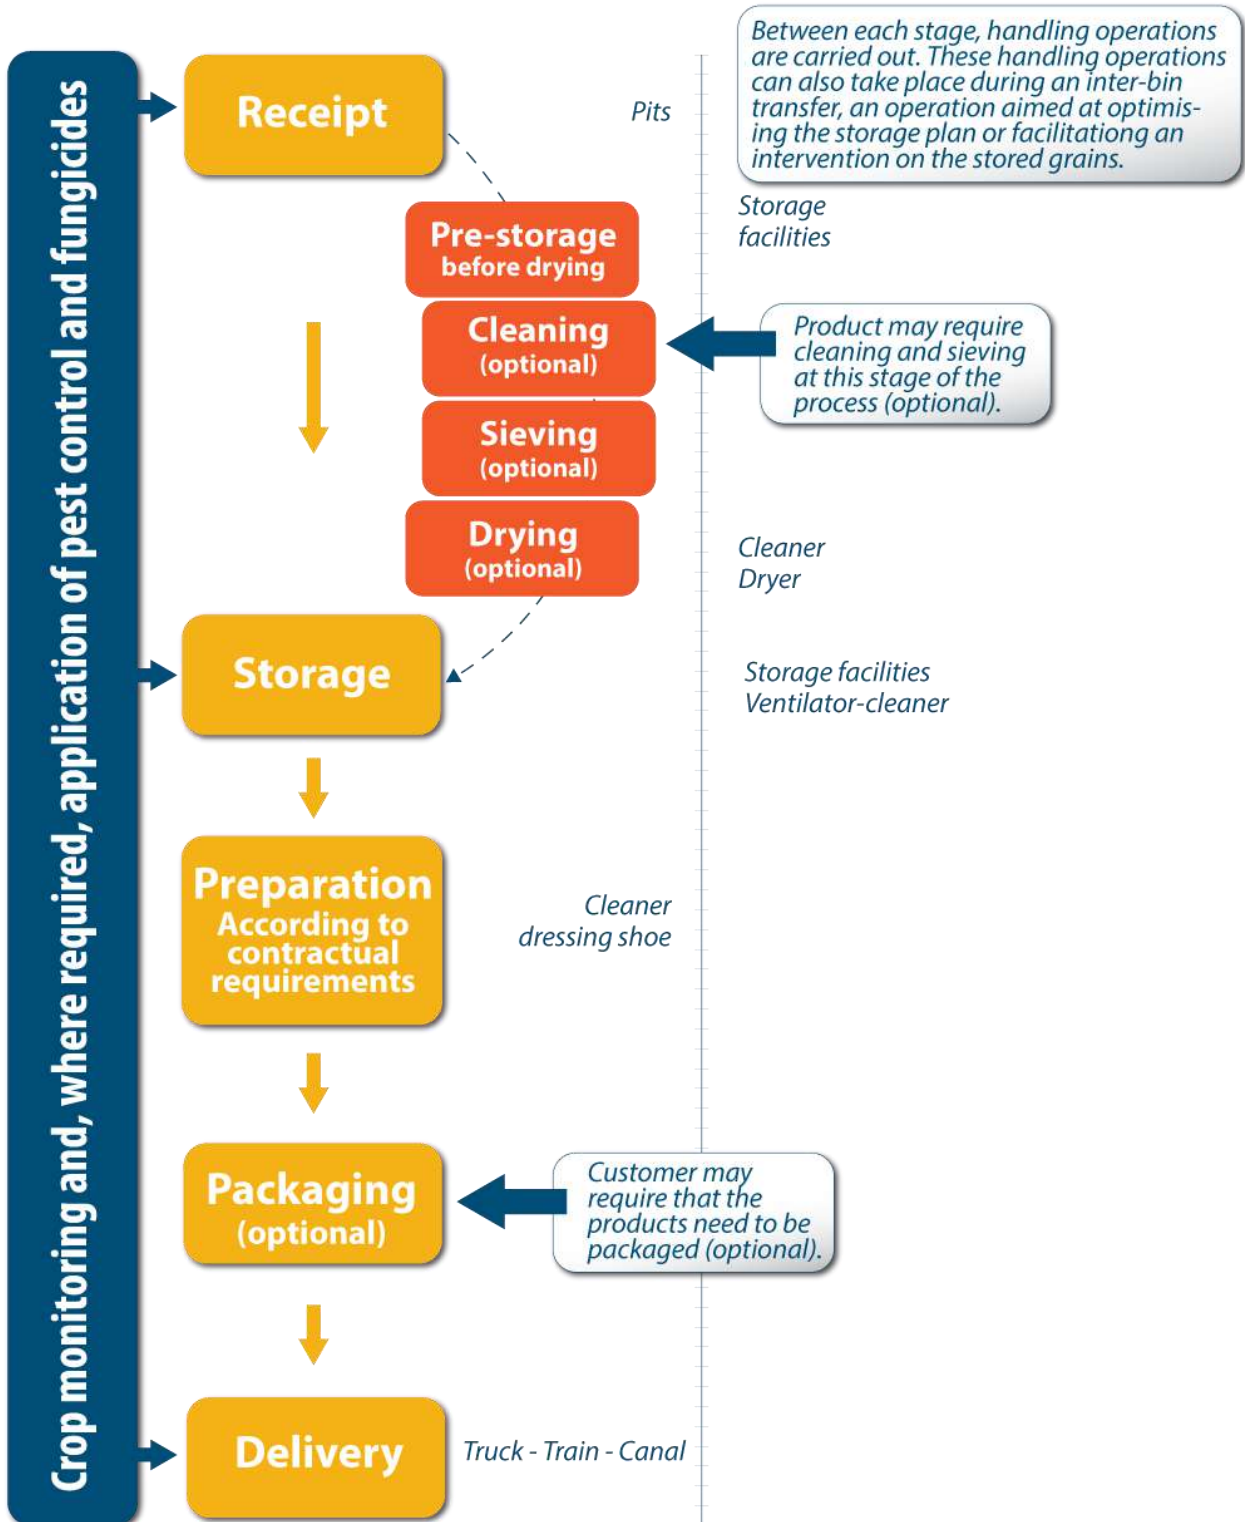 Crop monitoring and, where required, application of pest control and fungicides
Receipt
Pits
Between each stage, handling operations
are carried out. These handling operations
can also take place during an inter-bin
transfer, an operation aimed at optimis-
ing the storage plan or facilitationg an
intervention on the stored grains.
Pre-storage
before drying
Storage
facilities
Cleaning
(optional)
Product may require
cleaning and sieving
at this stage of the
process (optional).
Sieving
(optional)
Drying
(optional)
Cleaner
Dryer
Storage
Storage facilities
Ventilator-cleaner
Preparation
According to
contractual
requirements
Cleaner
dressing shoe
Packaging
(optional)
Customer may
require that the
products need to be
packaged (optional).
Delivery
Truck - Train - Canal